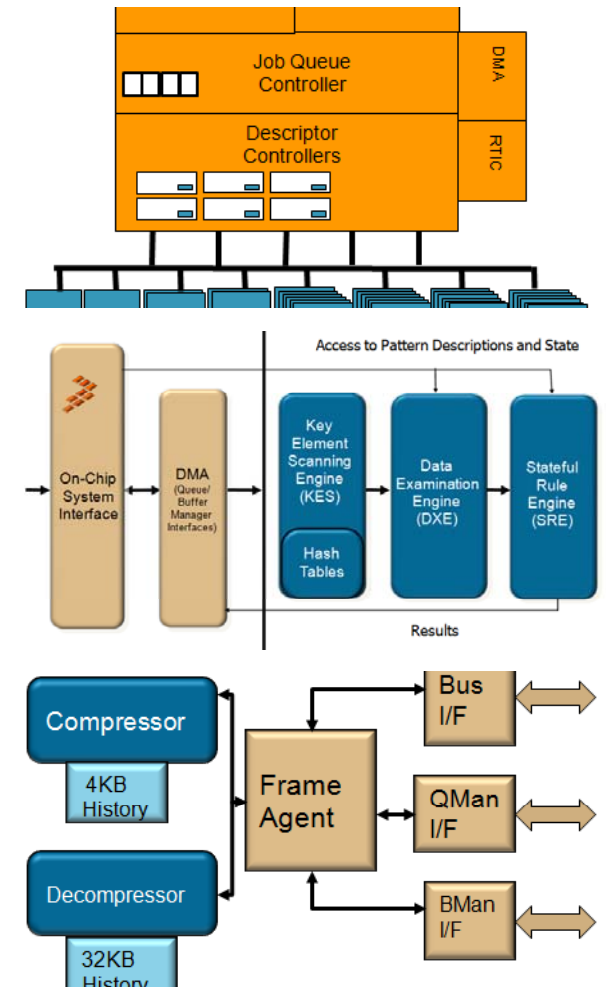 Job Queue
Controller
DMA
Descriptor
Controllers
RTIC
Access to Pattern Descriptions and State
On-Chip
System
Interface
DMA
(Queue/
Buffer
Manager
Interfaces)
Key
Element
Scanning
Engine
(KES)
Hash
Tables
Data
Examination
Engine
(DXE)
Stateful
Rule
Engine
(SRE)
Results
Compressor
4KB
History
Decompressor
32KB
History
Frame
Agent
Bus
I/F
QMan
I/F
BMan
I/F